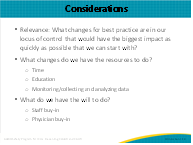 Considerations
• Relevance: What changes for best practice are in our
locus of control that would have the biggest impact as
quickly as possible that we can start with?
• What changes do we have the resources to do?
o Time
o Education
o Monitoring/collecting and analyzing data
• What do we have the will to do?
o Staff buy-in
o Physician buy-in